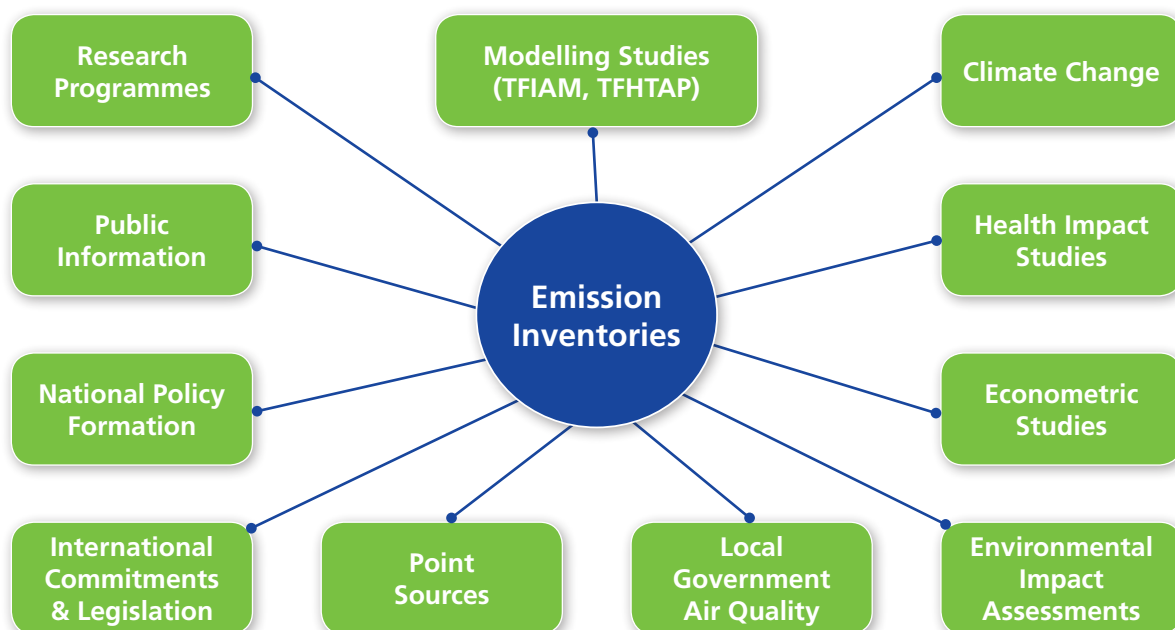 Research
Programmes
Modelling Studies
(TFIAM, TFHTAP)
Climate Change
Public
Information
Health Impact
Studies
Emission
Inventories
National Policy
Formation
Econometric
Studies
International
Commitments
& Legislation
Point
Sources
Local
Government
Air Quality
Environmental
Impact
Assessments